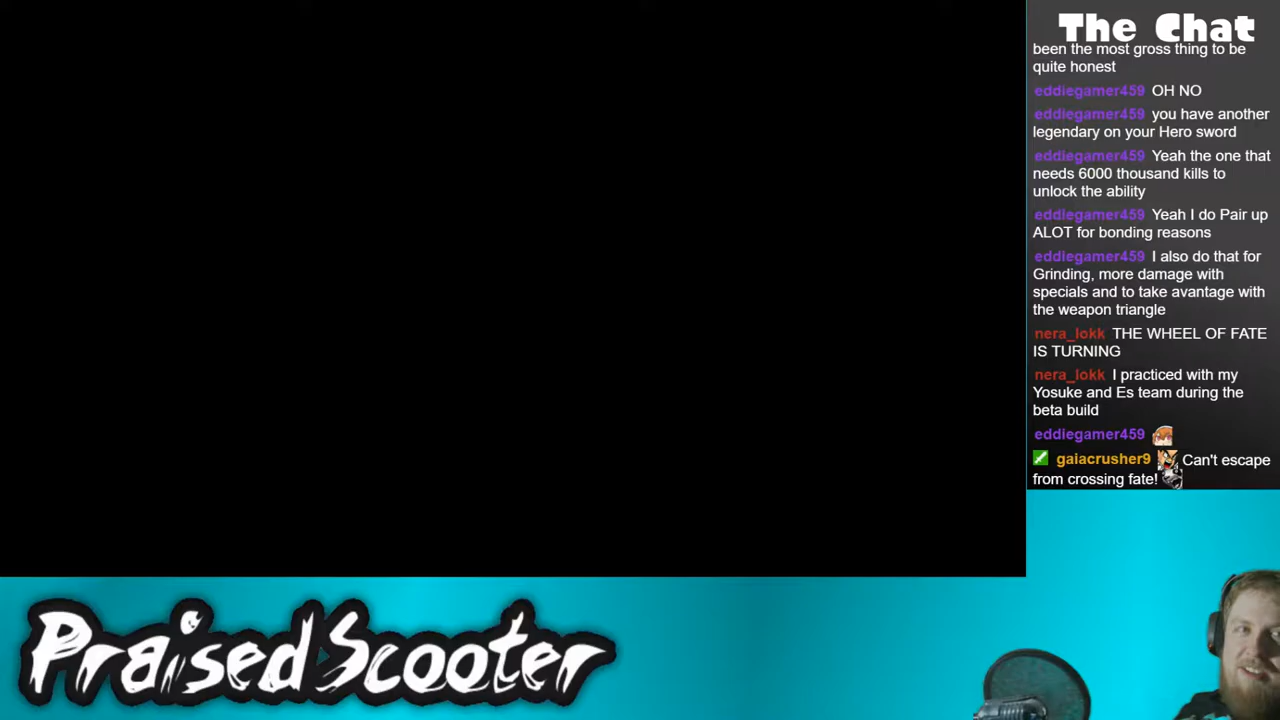 The Chat
been the most gross thing to be
quite honest
eddiegamer459 OH NO
eddiegamer459 you have another
legendary on your Hero sword
eddiegamer459 Yeah the one that
needs 6000 thousand kills to
unlock the ability
eddiegamer459 Yeah I do Pair up
ALOT for bonding reasons
eddiegamer459 I also do that for
Grinding, more damage with
specials and to take avantage with
the weapon triangle
nera_lokk THE WHEEL OF FATE
IS TURNING
nera_lokk I practiced with my
Yosuke and Es team during the
beta build
eddiegamer459
gaiacrusher9 Can't escape
from crossing fate!
PraisedScooter